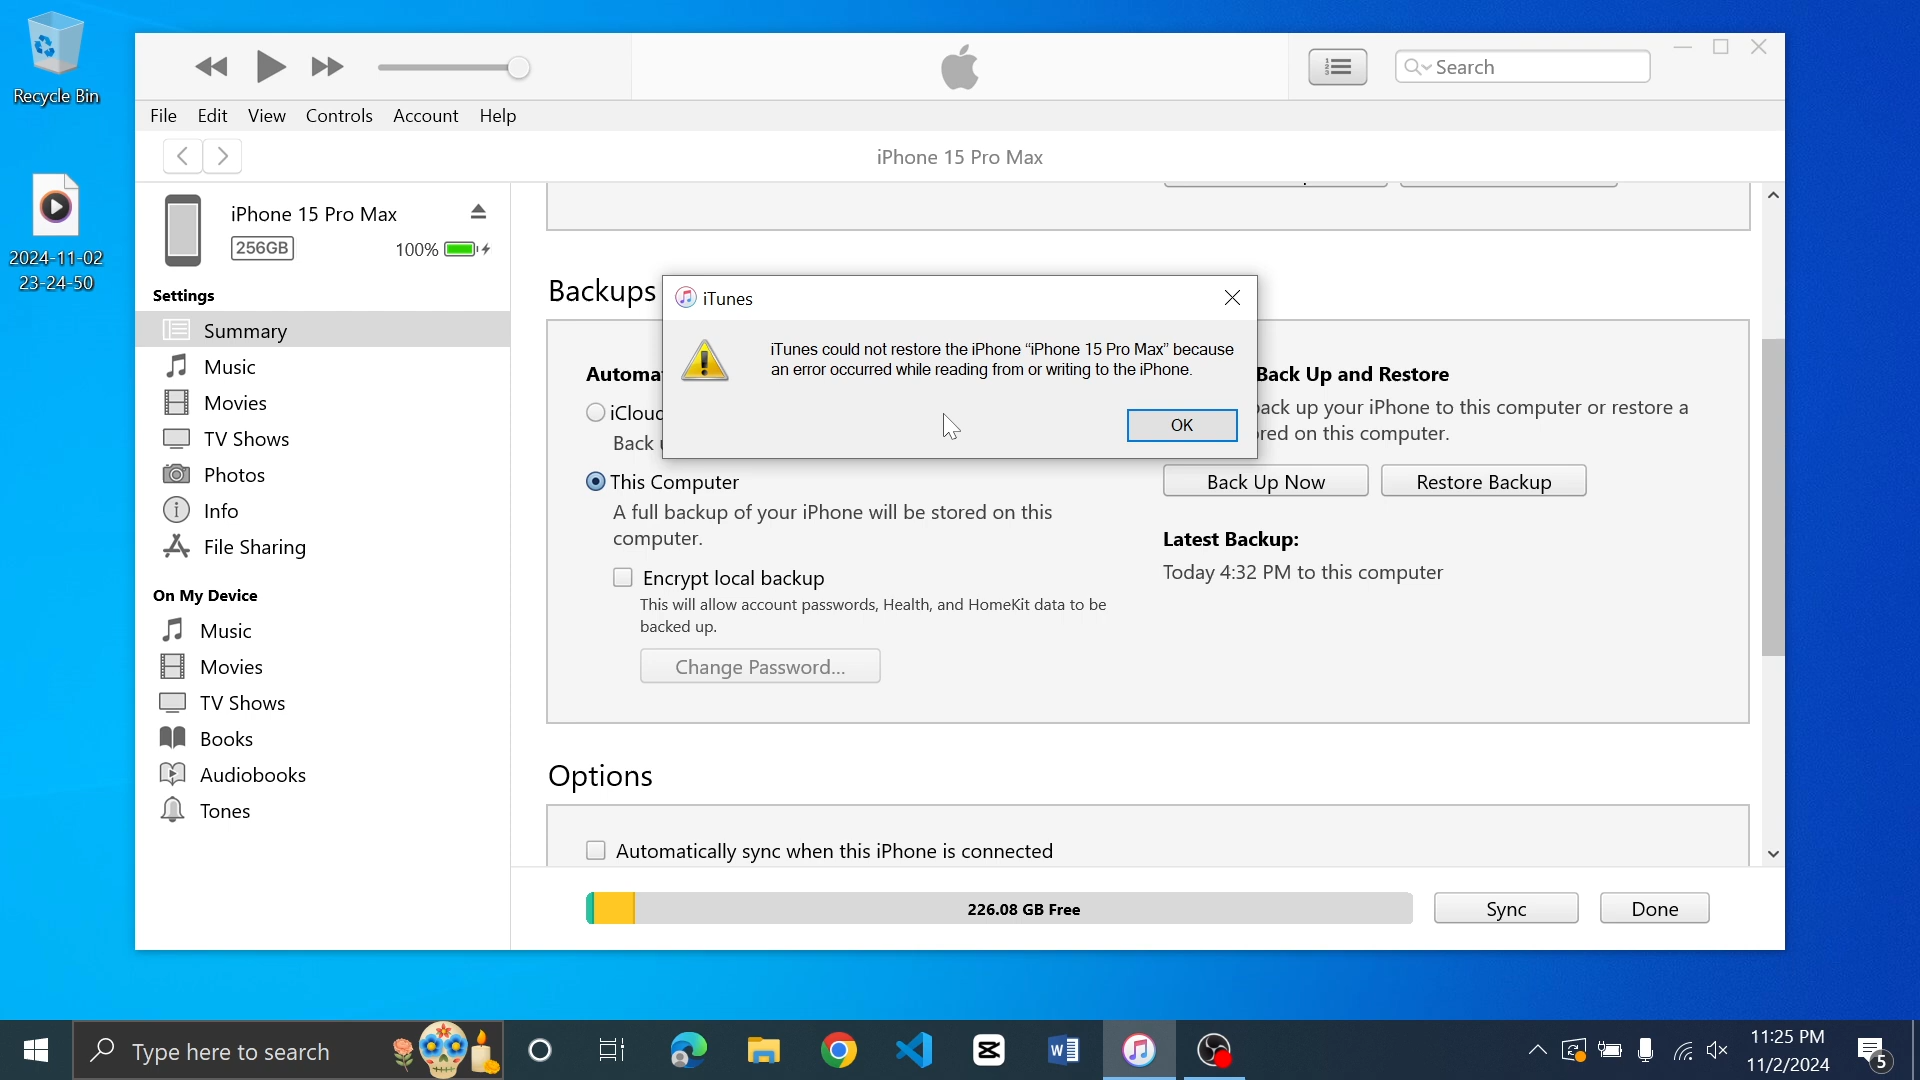 Recycle Bin
2024-11-02
23-24-50
Search
File Edit View Controls Account Help
iPhone 15 Pro Max
iPhone 15 Pro Max
256GB
100%
Settings
Summary
Music
Movies
TV Shows
Photos
Info
File Sharing
On My Device
Music
Movies
TV Shows
Books
Audiobooks
Tones
Backups
iTunes
iTunes could not restore the iPhone “iPhone 15 Pro Max” because
an error occurred while reading from or writing to the iPhone.
OK
iCloud
Back
This Computer
A full backup of your iPhone will be stored on this
computer.
Encrypt local backup
This will allow account passwords, Health, and HomeKit data to be
backed up.
Change Password...
Back Up and Restore
back up your iPhone to this computer or restore a
on this computer.
Back Up Now
Restore Backup
Latest Backup:
Today 4:32 PM to this computer
Options
Automatically sync when this iPhone is connected
226.08 GB Free
Sync
Done
Type here to search
11:25 PM
11/2/2024
5